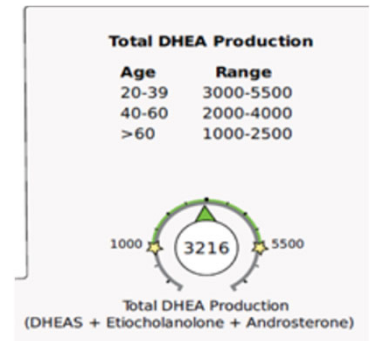 Total DHEA Production
Age Range
20-39 3000-5500
40-60 2000-4000
>60 1000-2500
1000 3216 5500
Total DHEA Production
(DHEAS + Etiocholanolone + Androsterone)